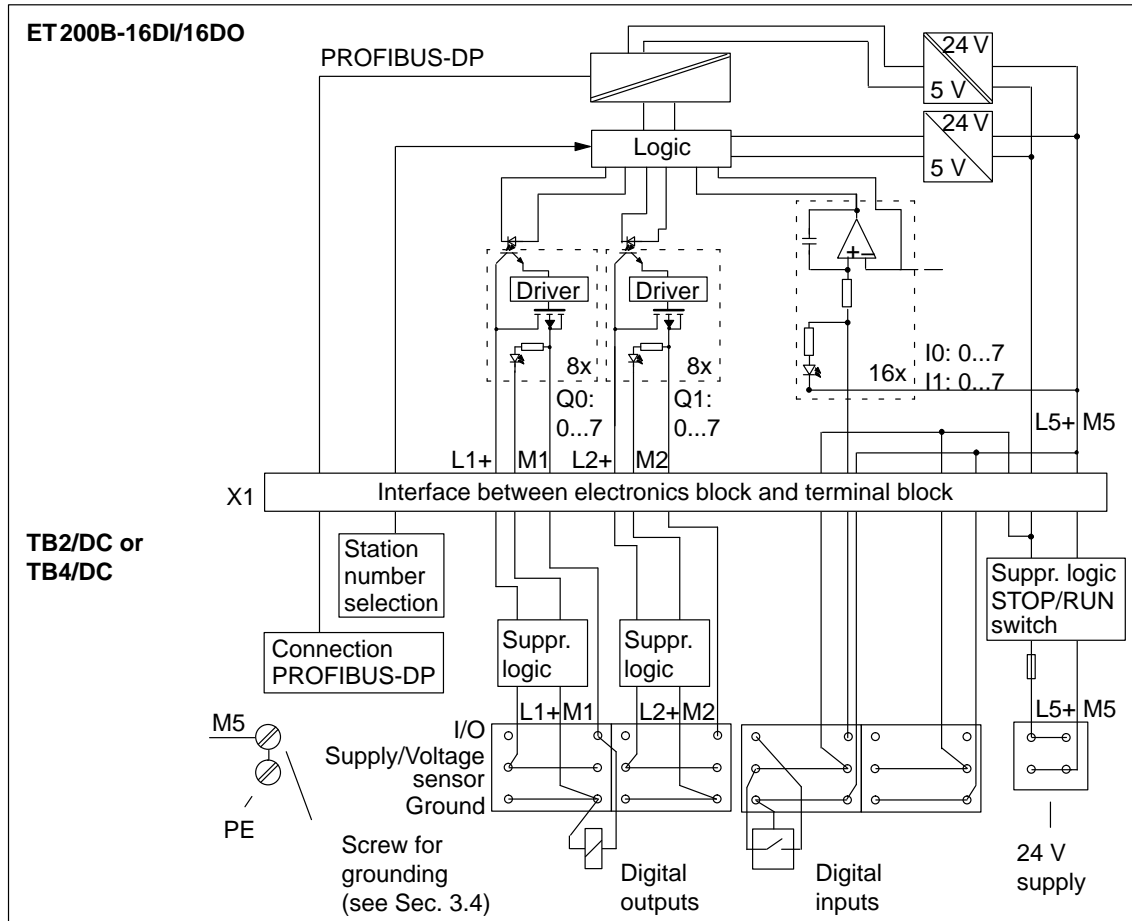 ET 200B-16DI/16DO
PROFIBUS-DP
24 V
5 V
24 V
5 V
Logic
Driver
Driver
+ −
8x
8x
16x
I0: 0...7
I1: 0...7
Q0:
0...7
Q1:
0...7
L5+ M5
L1+ M1 L2+ M2
X1
Interface between electronics block and terminal block
TB2/DC or
TB4/DC
Station
number
selection
Suppr. logic
STOP/RUN
switch
Suppr.
logic
Suppr.
logic
Connection
PROFIBUS-DP
L1+ M1
L2+ M2
L5+ M5
M5
I/O
Supply/Voltage
sensor
Ground
PE
Screw for
grounding
(see Sec. 3.4)
Digital
outputs
Digital
inputs
24 V
supply